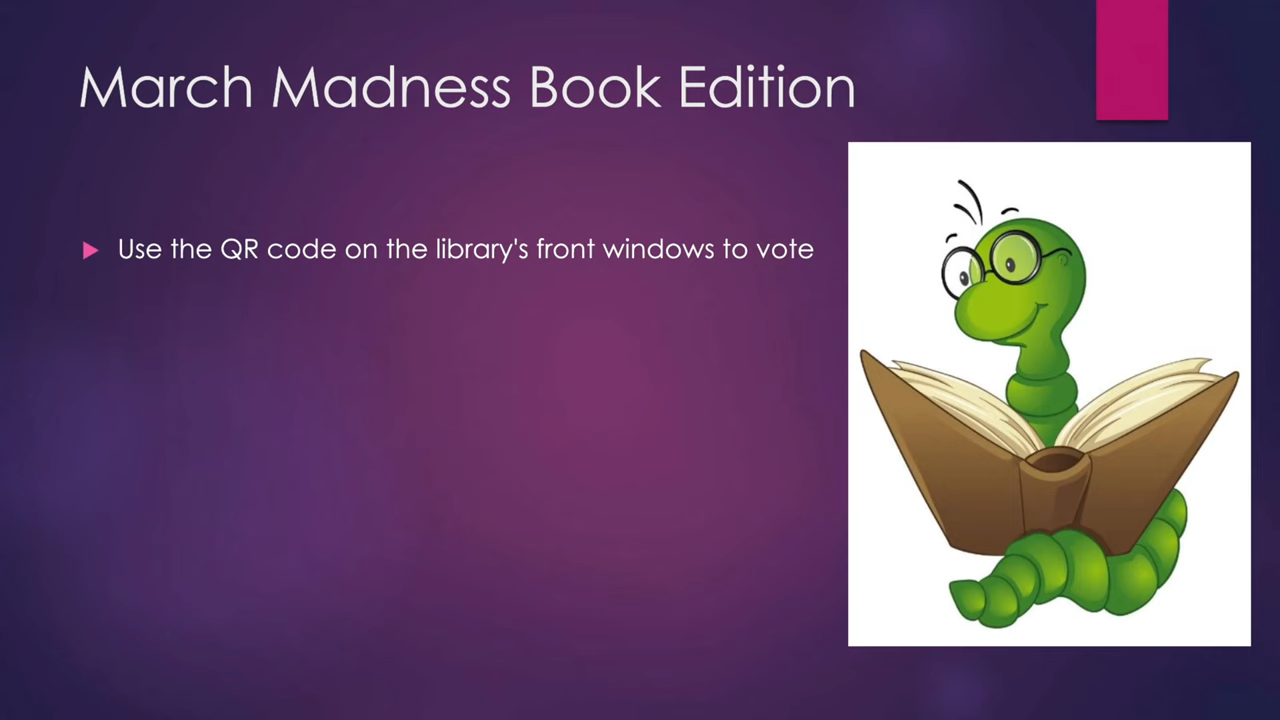 March Madness Book Edition
Use the QR code on the library's front windows to vote